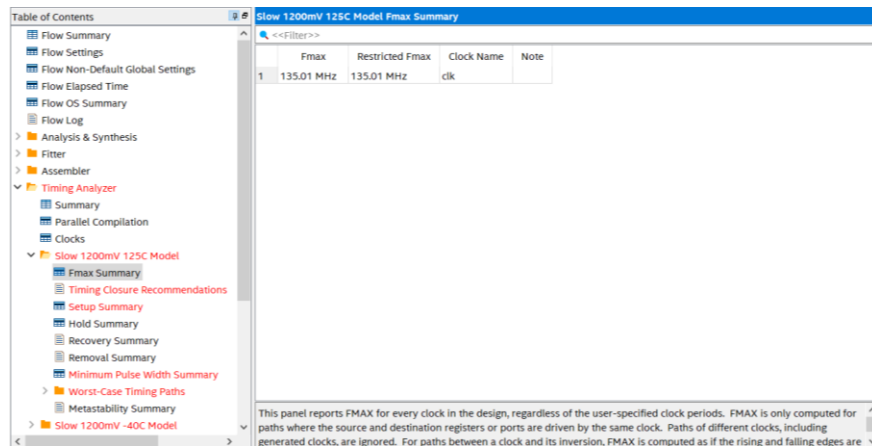 Table of Contents
Flow Summary
Flow Settings
Flow Non-Default Global Settings
Flow Elapsed Time
Flow OS Summary
Flow Log
Analysis & Synthesis
Fitter
Assembler
Timing Analyzer
Summary
Parallel Compilation
Clocks
Slow 1200mV 125C Model
Fmax Summary
Timing Closure Recommendations
Setup Summary
Hold Summary
Recovery Summary
Removal Summary
Minimum Pulse Width Summary
Worst-Case Timing Paths
Metastability Summary
Slow 1200mV -40C Model
Slow 1200mV 125C Model Fmax Summary
<<Filter>>
Fmax Restricted Fmax Clock Name Note
1 135.01 MHz 135.01 MHz clk
This panel reports FMAX for every clock in the design, regardless of the user-specified clock periods. FMAX is only computed for
paths where the source and destination registers or ports are driven by the same clock. Paths of different clocks, including
generated clocks, are ignored. For paths between a clock and its inversion, FMAX is computed as if the rising and falling edges are